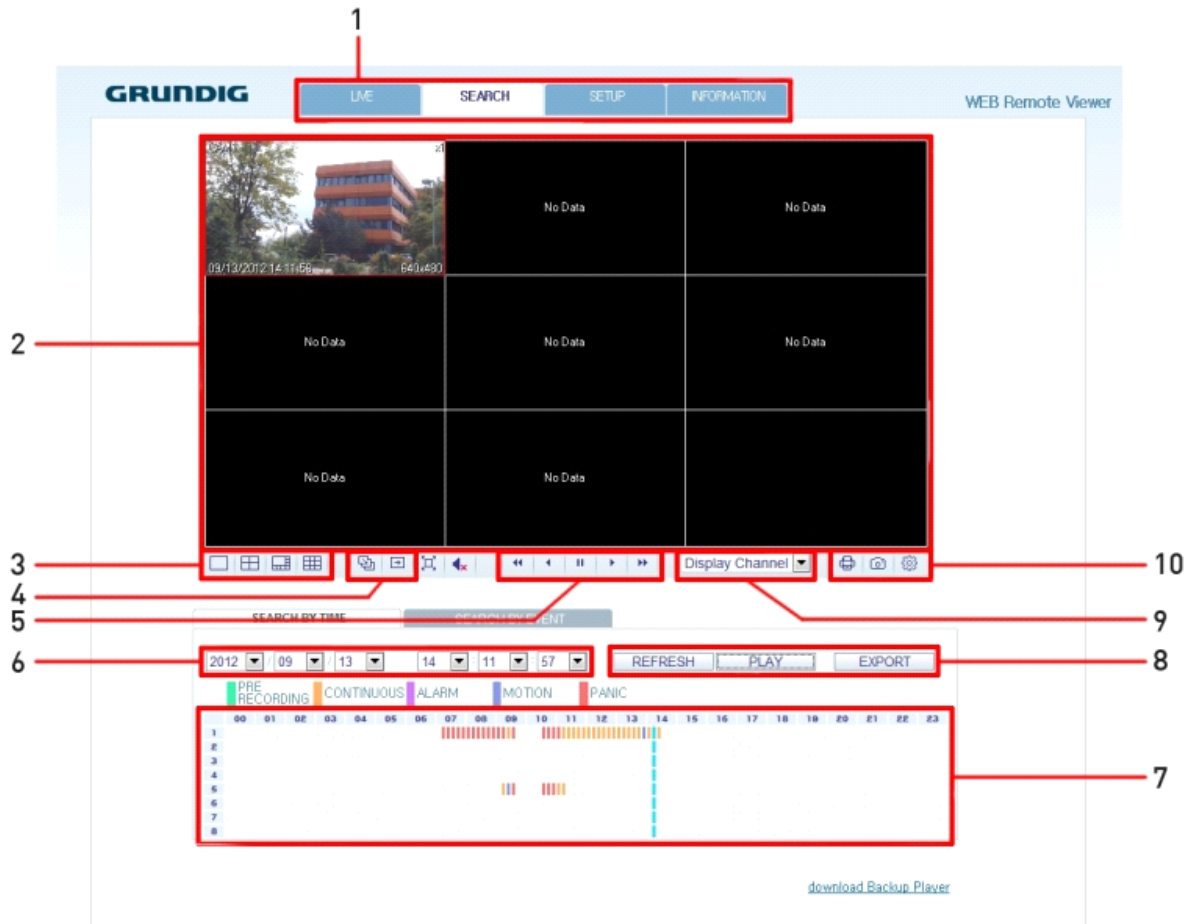 1
GRUNDIG
LIVE SEARCH SETUP INFORMATION
WEB Remote Viewer
x1
No Data No Data
09/13/2012 14:11:58 640x480
2
No Data No Data No Data
No Data No Data
3
Display Channel
10
4
5
9
SEARCH BY TIME SEARCH BY EVENT
6
2012 / 09 / 13 14 : 11 : 57
REFRESH PLAY EXPORT
8
PRE RECORDING CONTINUOUS ALARM MOTION PANIC
00 01 02 03 04 05 06 07 08 09 10 11 12 13 14 15 16 17 18 19 20 21 22 23
1
2
3
4
5
6
7
8
7
download Backup Player